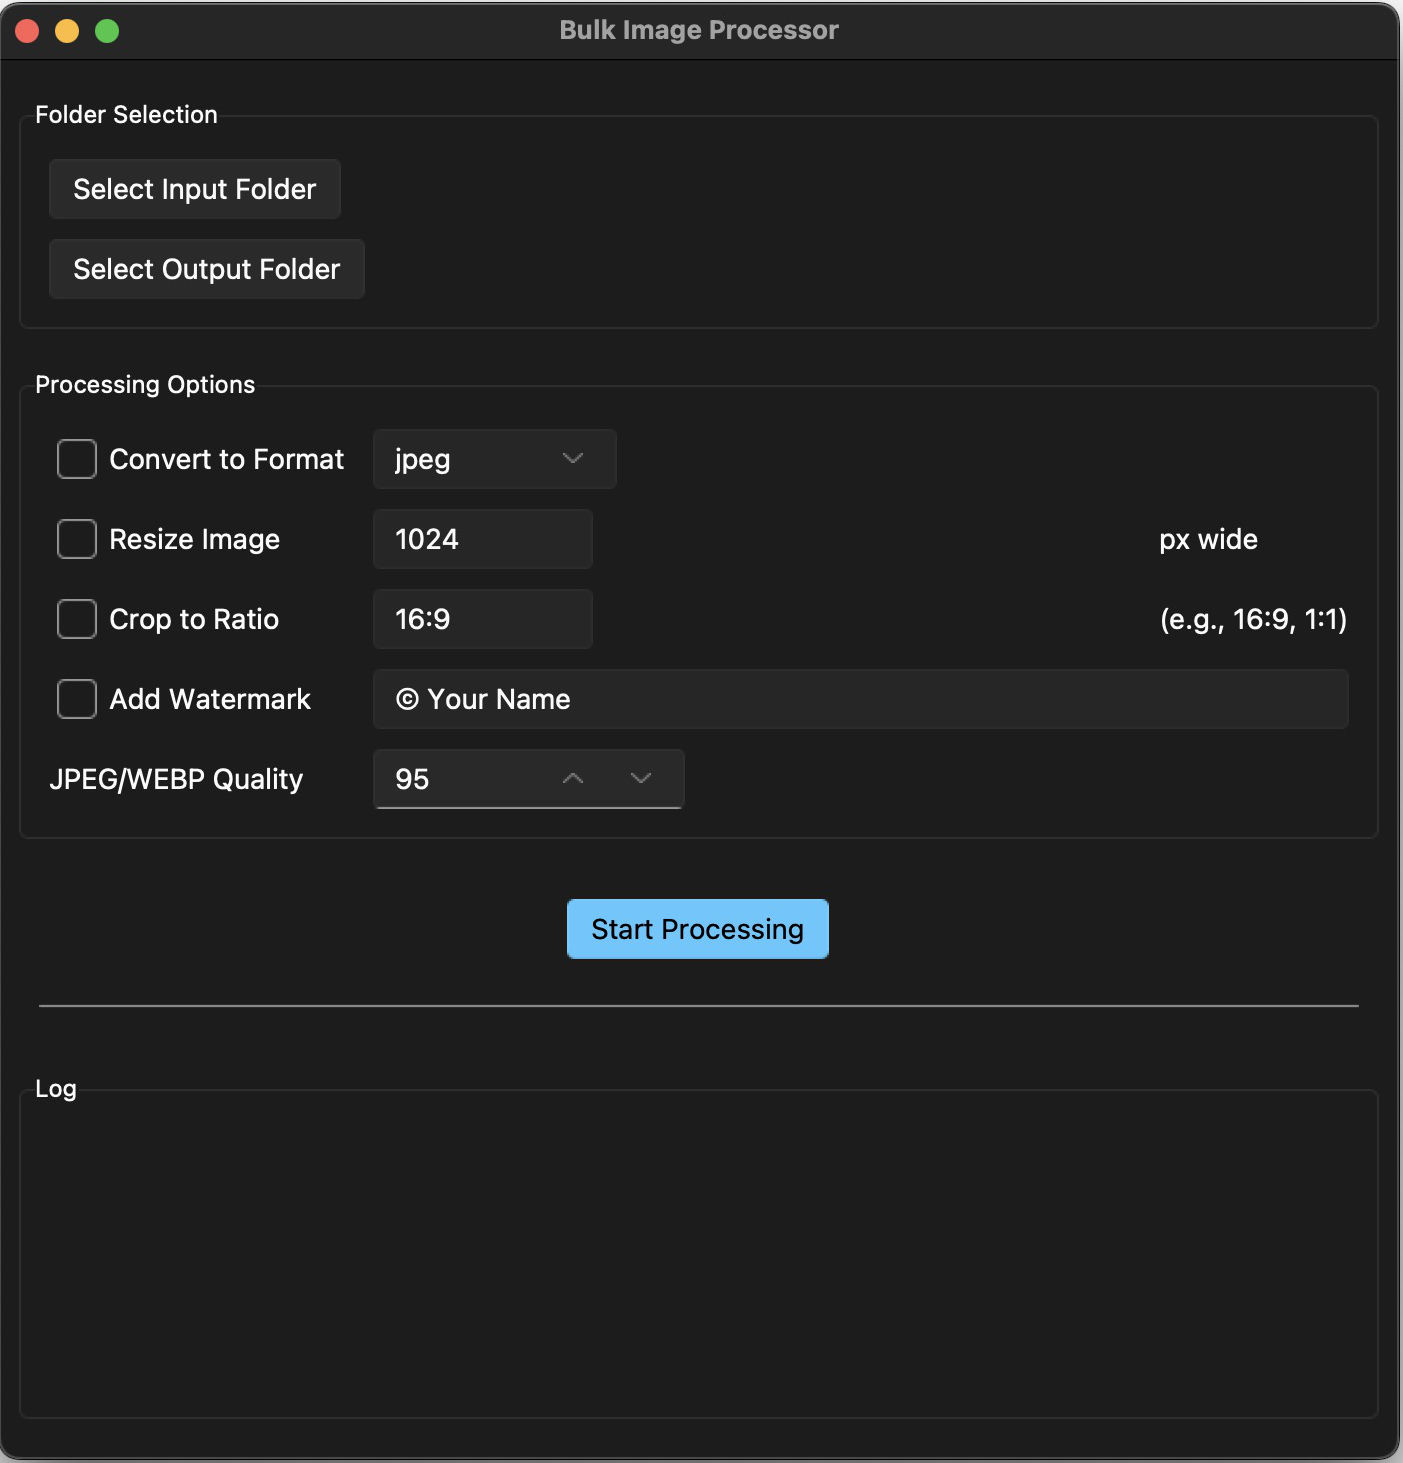 Bulk Image Processor
Folder Selection
Select Input Folder
Select Output Folder
Processing Options
Convert to Format jpeg
Resize Image 1024 px wide
Crop to Ratio 16:9 (e.g., 16:9, 1:1)
Add Watermark © Your Name
JPEG/WEBP Quality 95
Start Processing
Log